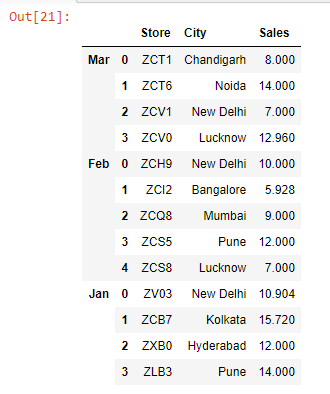 Out[21]:
Store City Sales
Mar 0 ZCT1 Chandigarh 8.000
1 ZCT6 Noida 14.000
2 ZCV1 New Delhi 7.000
3 ZCV0 Lucknow 12.960
Feb 0 ZCH9 New Delhi 10.000
1 ZCI2 Bangalore 5.928
2 ZCQ8 Mumbai 9.000
3 ZCS5 Pune 12.000
4 ZCS8 Lucknow 7.000
Jan 0 ZV03 New Delhi 10.904
1 ZCB7 Kolkata 15.720
2 ZXB0 Hyderabad 12.000
3 ZLB3 Pune 14.000